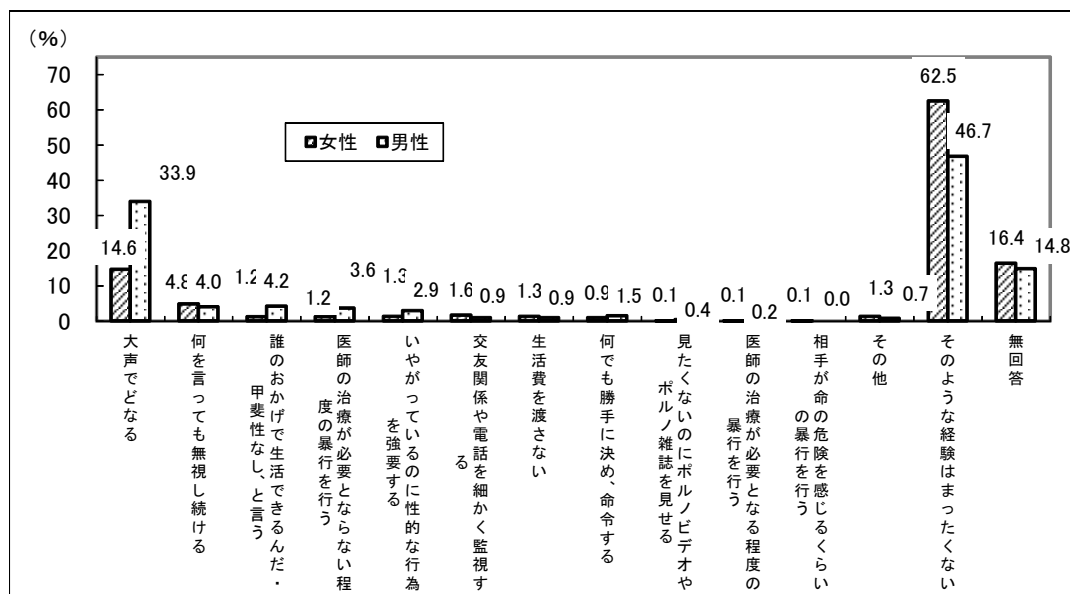 （%）
70
60
50
40
30
20
10
0
女性
男性
14.6
33.9
4.8
4.0
1.2
4.2
1.2
3.6
1.3
2.9
1.6
0.9
1.3
0.9
0.9
1.5
0.1
0.4
0.1
0.2
0.1
0.0
1.3
0.7
62.5
46.7
16.4
14.8
大声でどなる
何を言っても無視し続ける
誰のおかげで生活できるんだ・
甲斐性なし、と言う
医師の治療が必要とならない程
度の暴行を行う
いやがっているのに性的な行為
を強要する
交友関係や電話を細かく監視す
る
生活費を渡さない
何でも勝手に決め、命令する
見たくないのにポルノビデオや
ポルノ雑誌を見せる
医師の治療が必要となる程度の
暴行を行う
相手が命の危険を感じるくらい
の暴行を行う
その他
そのような経験はまったくない
無回答